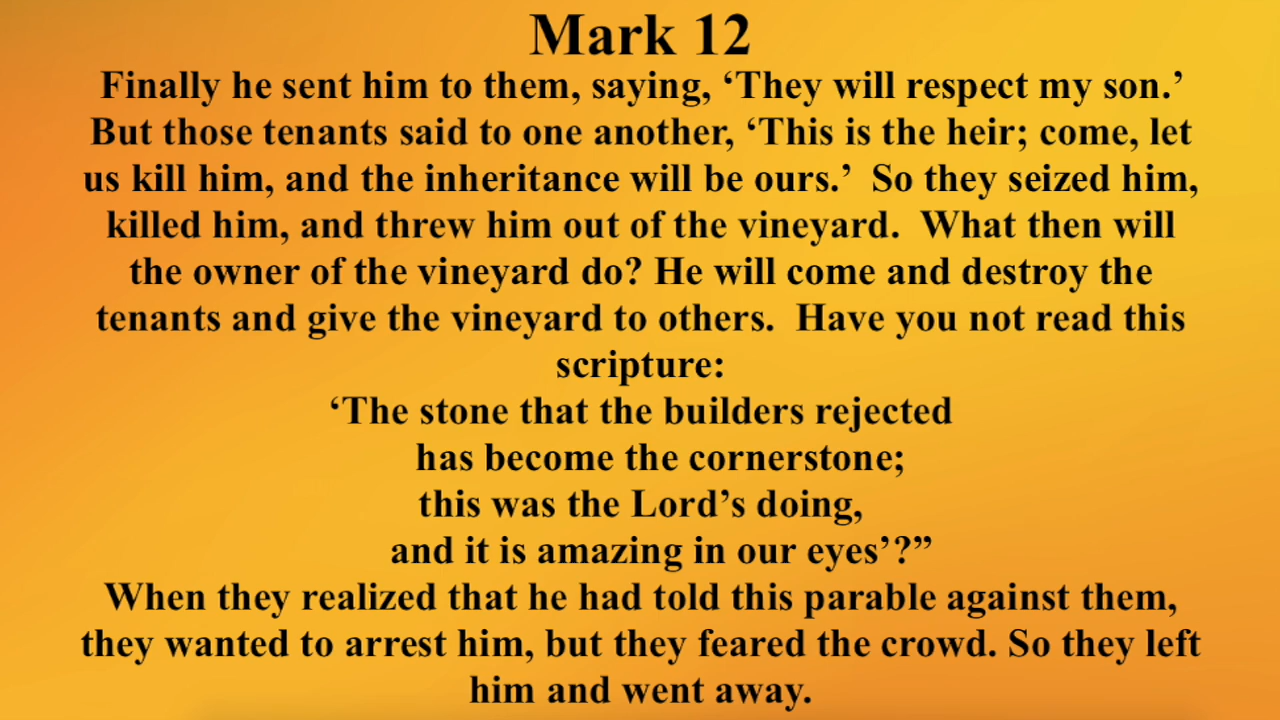 Mark 12
Finally he sent him to them, saying, ‘They will respect my son.’
But those tenants said to one another, ‘This is the heir; come, let
us kill him, and the inheritance will be ours.’  So they seized him,
killed him, and threw him out of the vineyard.  What then will
the owner of the vineyard do? He will come and destroy the
tenants and give the vineyard to others.  Have you not read this
scripture:
‘The stone that the builders rejected
has become the cornerstone;
this was the Lord’s doing,
and it is amazing in our eyes’?”
When they realized that he had told this parable against them,
they wanted to arrest him, but they feared the crowd. So they left
him and went away.